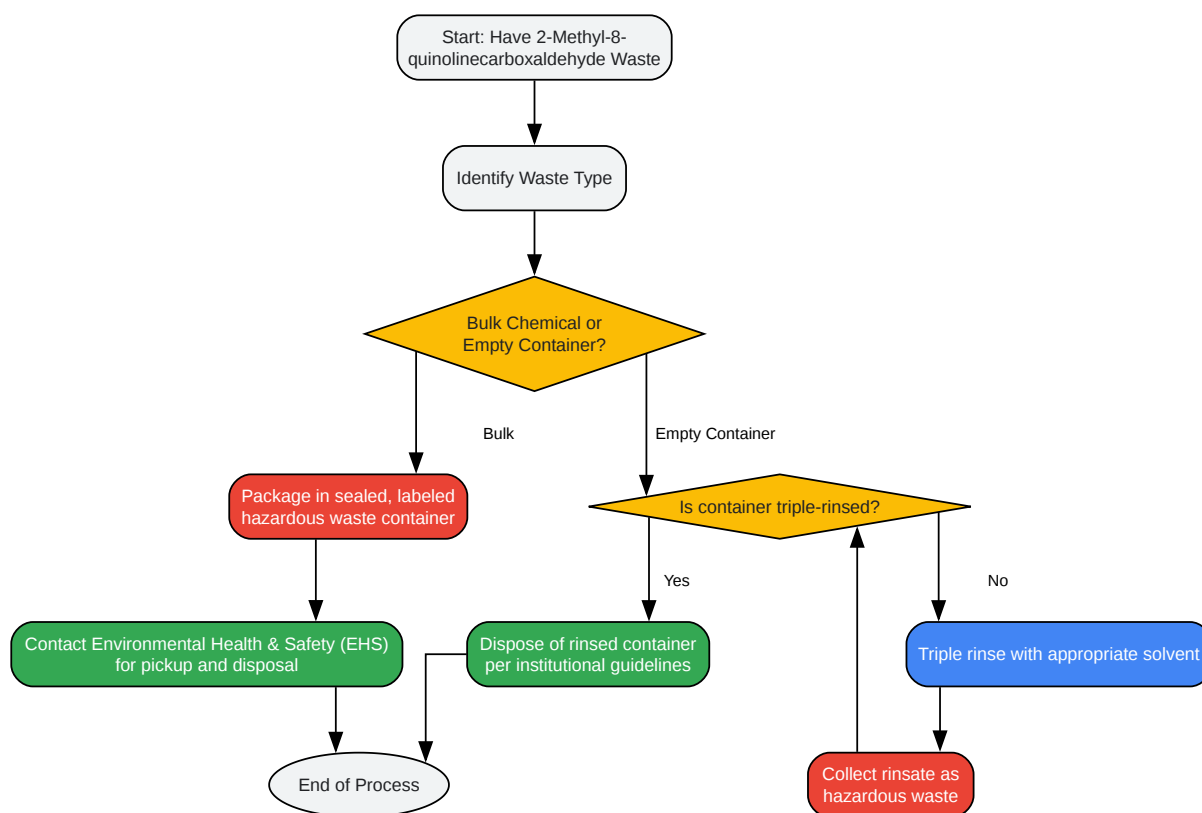 Start: Have 2-Methyl-8-
quinolinecarboxaldehyde Waste
Identify Waste Type
Bulk Chemical or
Empty Container?
Bulk
Empty Container
Package in sealed, labeled
hazardous waste container
Is container triple-rinsed?
Yes
No
Contact Environmental Health & Safety (EHS)
for pickup and disposal
Dispose of rinsed container
per institutional guidelines
Triple rinse with appropriate solvent
End of Process
Collect rinsate as
hazardous waste